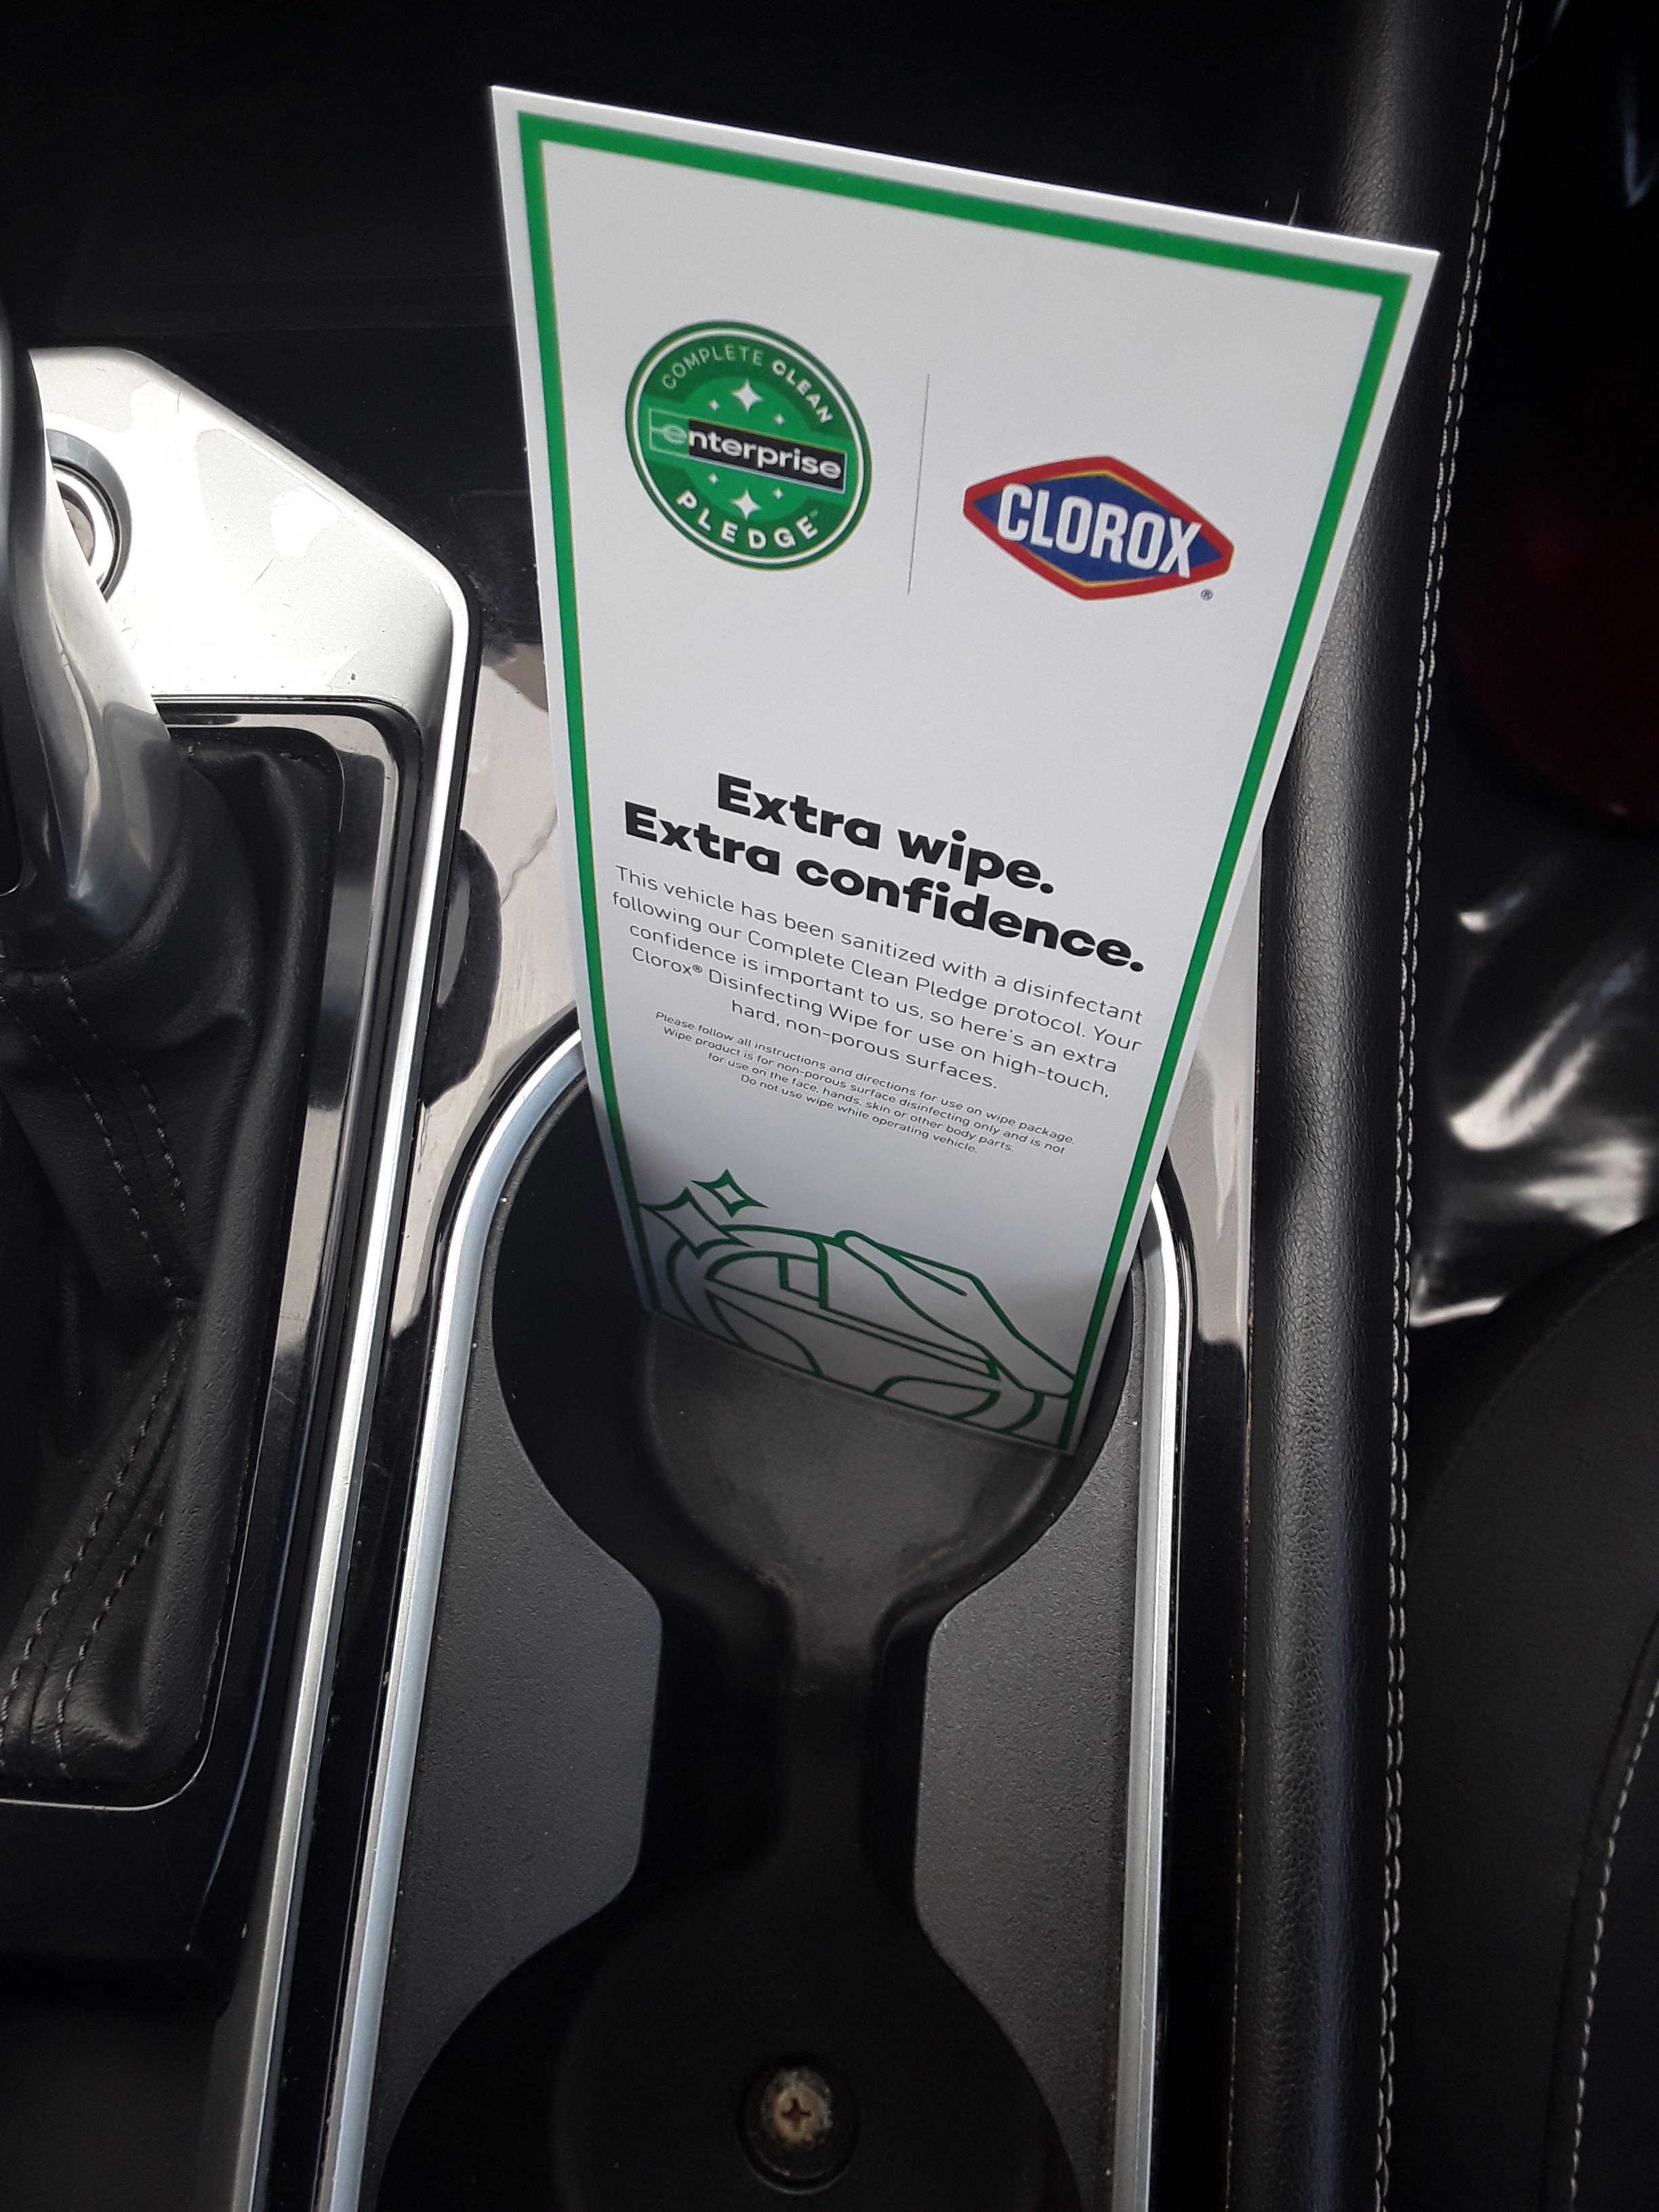 COMPLETE CLEAN
enterprise
PLEDGE™
CLOROX
®
Extra wipe.
Extra confidence.
This vehicle has been sanitized with a disinfectant
following our Complete Clean Pledge protocol. Your
confidence is important to us, so here's an extra
Clorox® Disinfecting Wipe for use on high-touch,
hard, non-porous surfaces.
Please follow all instructions and directions for use on wipe package.
Wipe product is for non-porous surface disinfecting only and is not
for use on the face, hands, skin or other body parts.
Do not use wipe while operating vehicle.